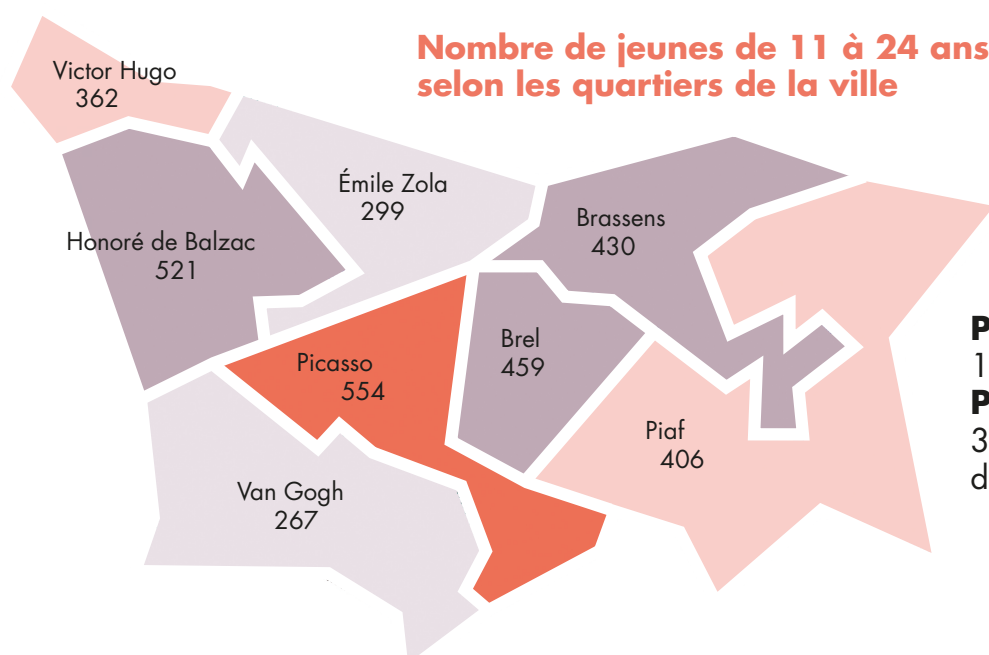 Nombre de jeunes de 11 à 24 ans
selon les quartiers de la ville
Victor Hugo
362
Émile Zola
299
Honoré de Balzac
521
Brassens
430
Picasso
554
Brel
459
Piaf
406
Van Gogh
267
P
1
P
3
d